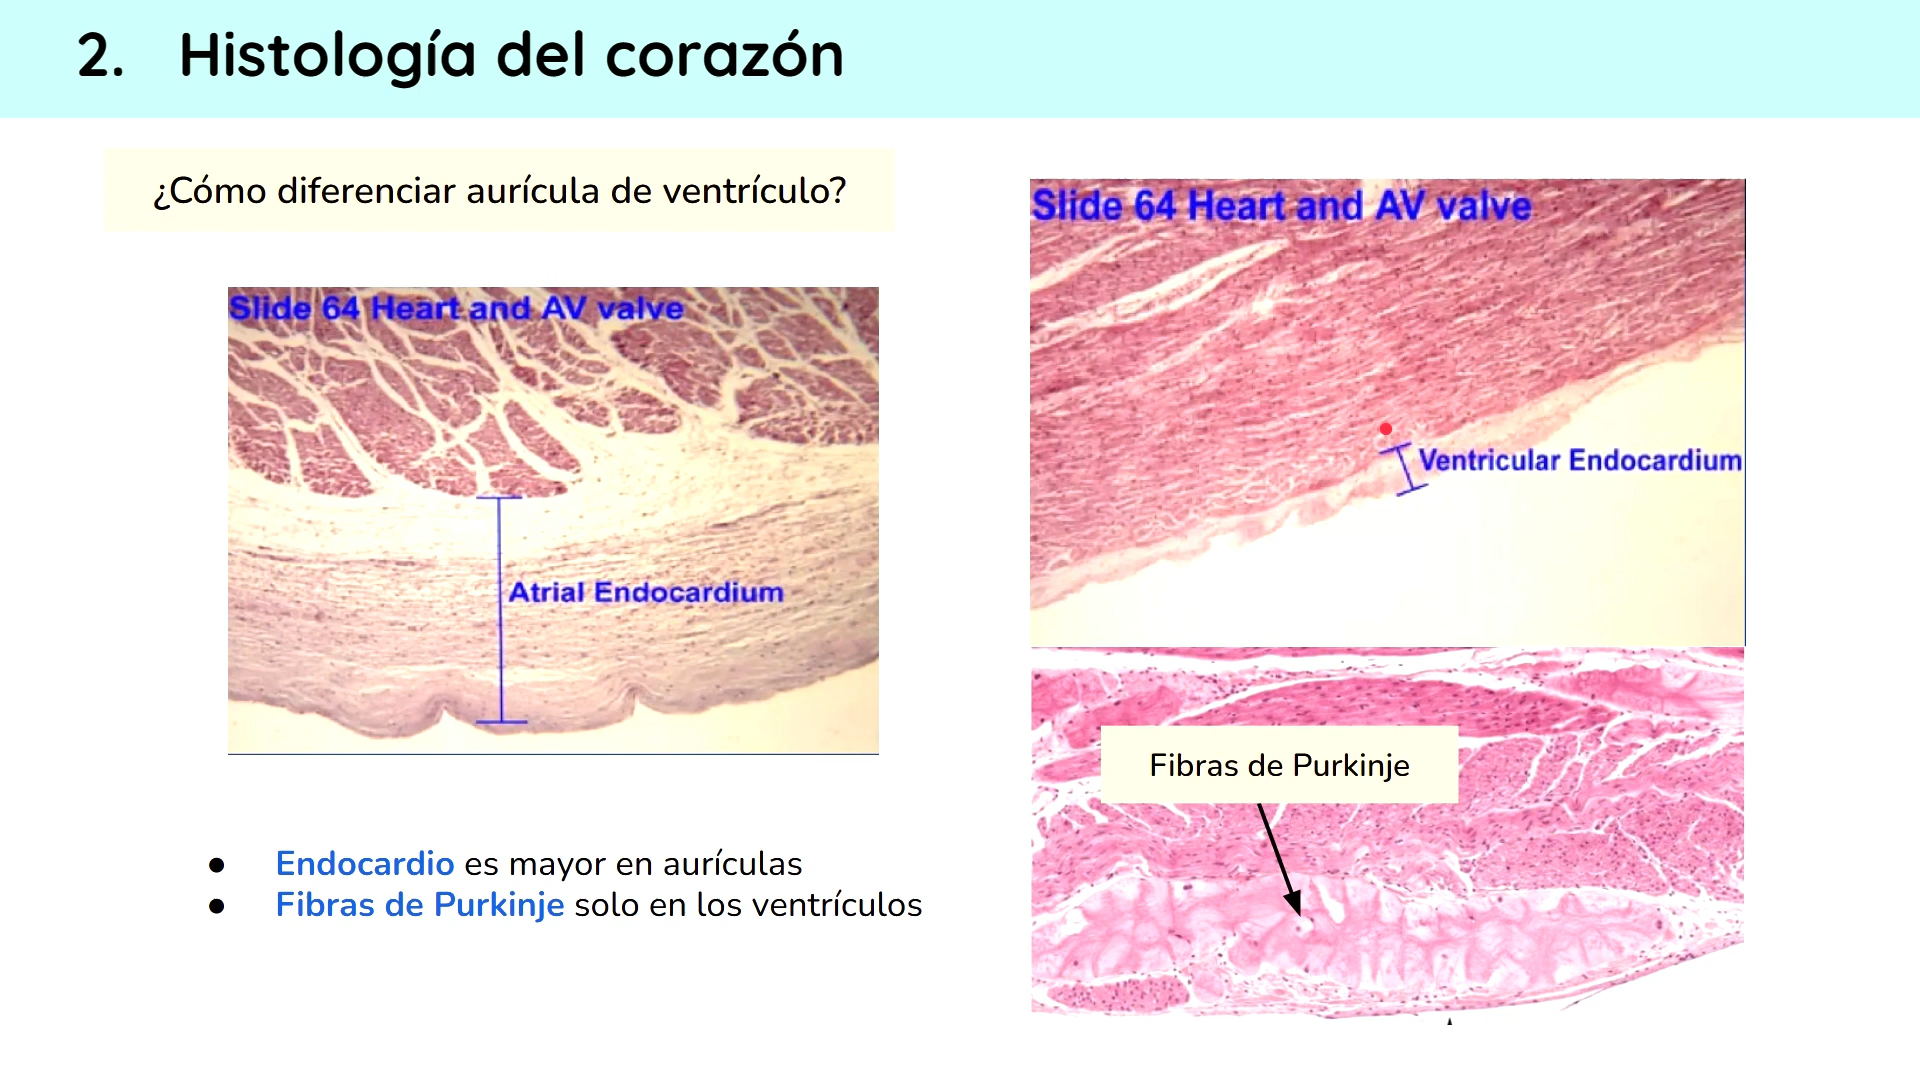 2. Histología del corazón
¿Cómo diferenciar aurícula de ventrículo?
Slide 64 Heart and AV valve
Atrial Endocardium
● Endocardio es mayor en aurículas
● Fibras de Purkinje solo en los ventrículos
Slide 64 Heart and AV valve
Ventricular Endocardium
Fibras de Purkinje